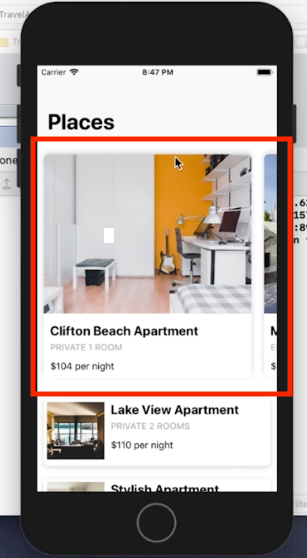 TravelA
Carrier
8:47 PM
Places
Clifton Beach Apartment
PRIVATE 1 ROOM
$104 per night
M
E
$
Lake View Apartment
PRIVATE 2 ROOMS
$110 per night
Stylish Apartment